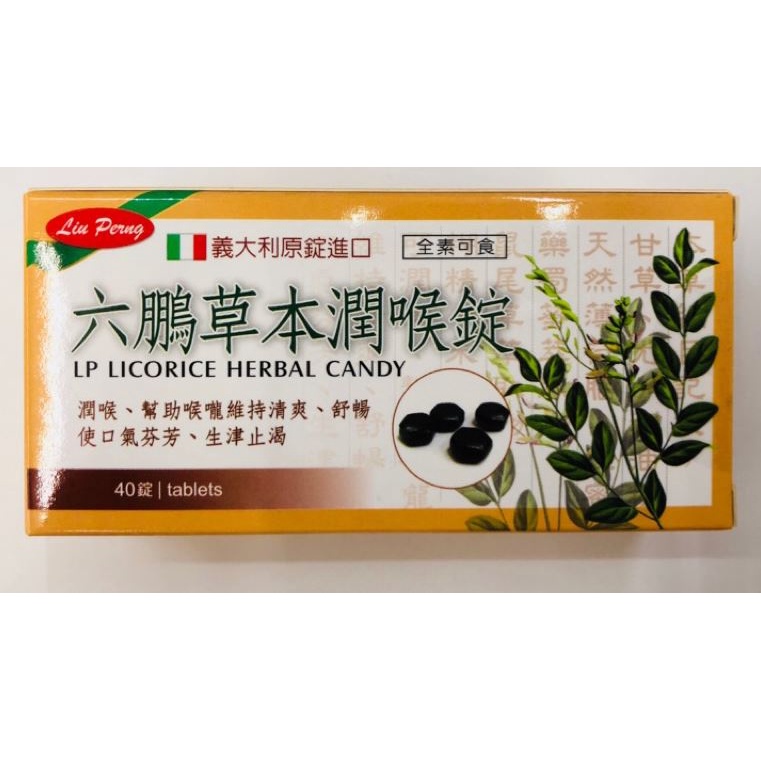 Liu Perng
義大利原錠進口
全素可食
六鵬草本潤喉錠
LP LICORICE HERBAL CANDY
潤喉、幫助喉嚨維持清爽、舒暢
使口氣芬芳、生津止渴
40錠 | tablets